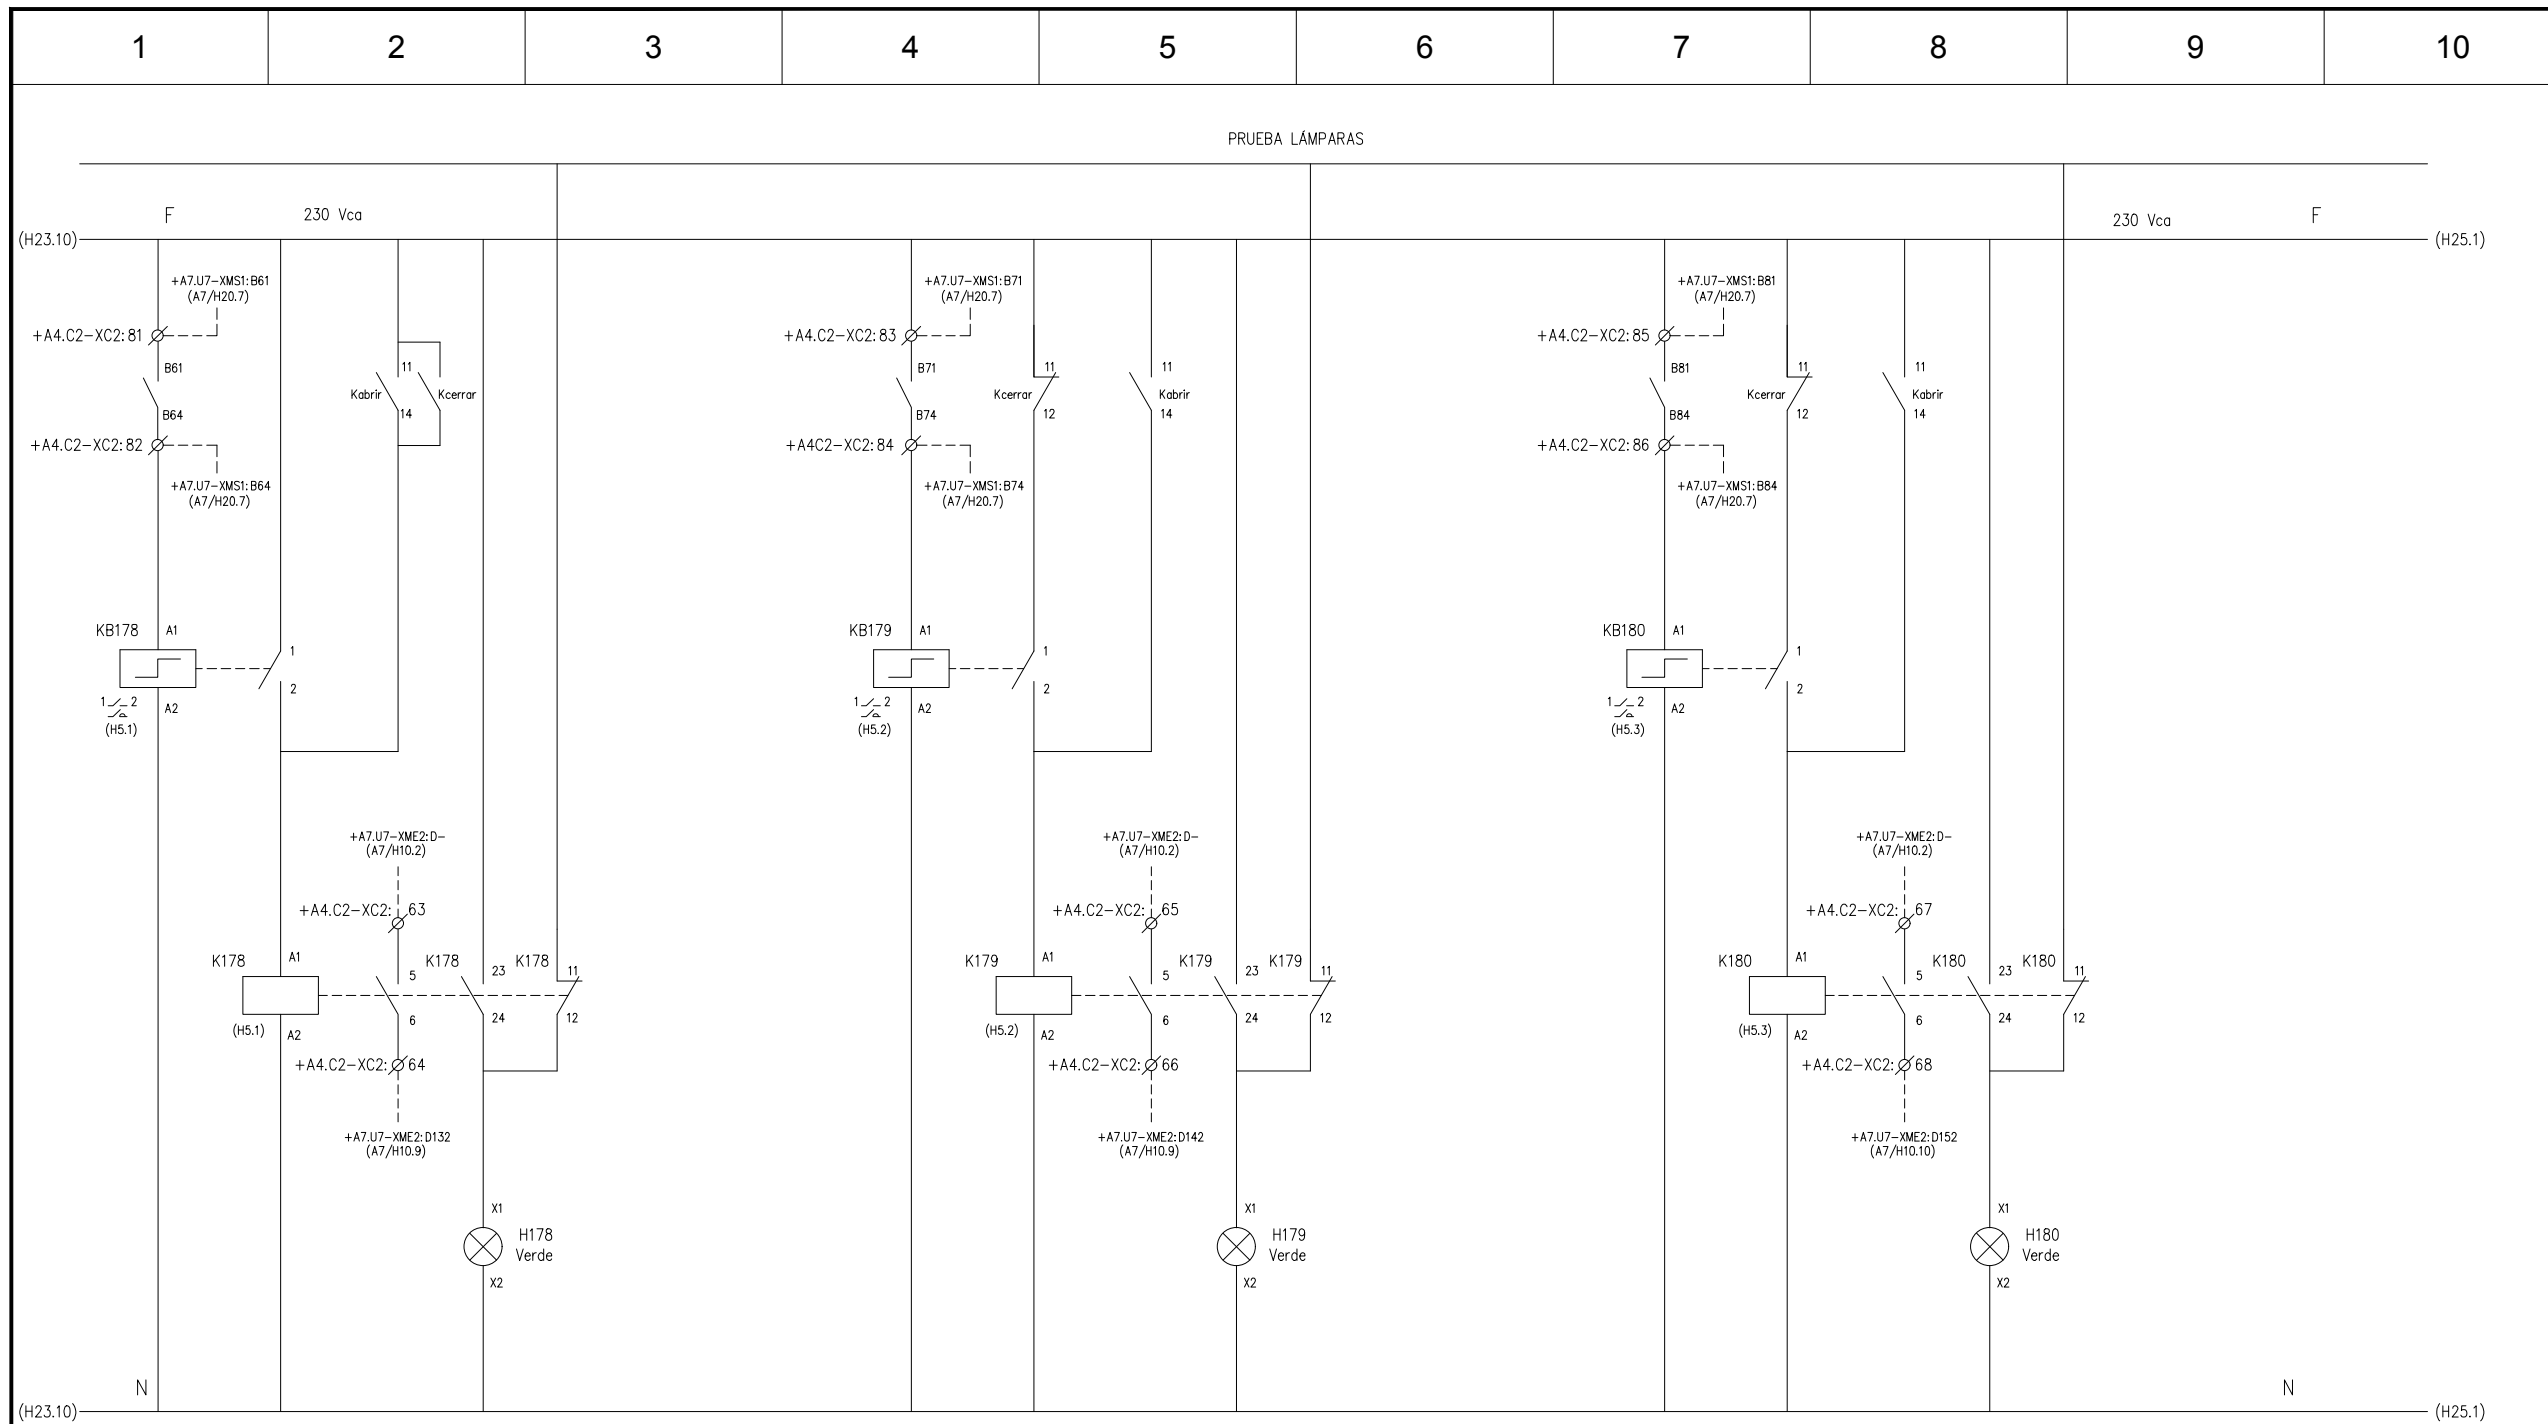 1 2 3 4 5 6 7 8 9 10
PRUEBA LÁMPARAS
F 230 Vca 230 Vca F
(H23.10) (H25.1)
+A7.U7-XMS1:B61 +A7.U7-XMS1:B71 +A7.U7-XMS1:B81
(A7/H20.7) (A7/H20.7) (A7/H20.7)
+A4.C2-XC2:81 +A4.C2-XC2:83 +A4.C2-XC2:85
B61 11 B71 11 11 B81 11 11
Kabrir Kcerrar Kcerrar Kabrir Kcerrar Kabrir
B64 14 B74 12 14 B84 12 14
+A4.C2-XC2:82 +A4C2-XC2:84 +A4.C2-XC2:86
+A7.U7-XMS1:B64 +A7.U7-XMS1:B74 +A7.U7-XMS1:B84
(A7/H20.7) (A7/H20.7) (A7/H20.7)
KB178 A1 KB179 A1 KB180 A1
1 1 1
2 2 2
1 2 A2 1 2 A2 1 2 A2
(H5.1) (H5.2) (H5.3)
+A7.U7-XME2:D- +A7.U7-XME2:D- +A7.U7-XME2:D-
(A7/H10.2) (A7/H10.2) (A7/H10.2)
+A4.C2-XC2: 63 +A4.C2-XC2: 65 +A4.C2-XC2: 67
K178 A1 K178 K178 K179 A1 K179 K179 K180 A1 K180 K180
5 23 11 5 23 11 5 23 11
6 24 12 6 24 12 6 24 12
(H5.1) A2 (H5.2) A2 (H5.3) A2
+A4.C2-XC2: 64 +A4.C2-XC2: 66 +A4.C2-XC2: 68
+A7.U7-XME2:D132 +A7.U7-XME2:D142 +A7.U7-XME2:D152
(A7/H10.9) (A7/H10.9) (A7/H10.10)
X1 X1 X1
H178 H179 H180
Verde Verde Verde
X2 X2 X2
N N
(H23.10) (H25.1)